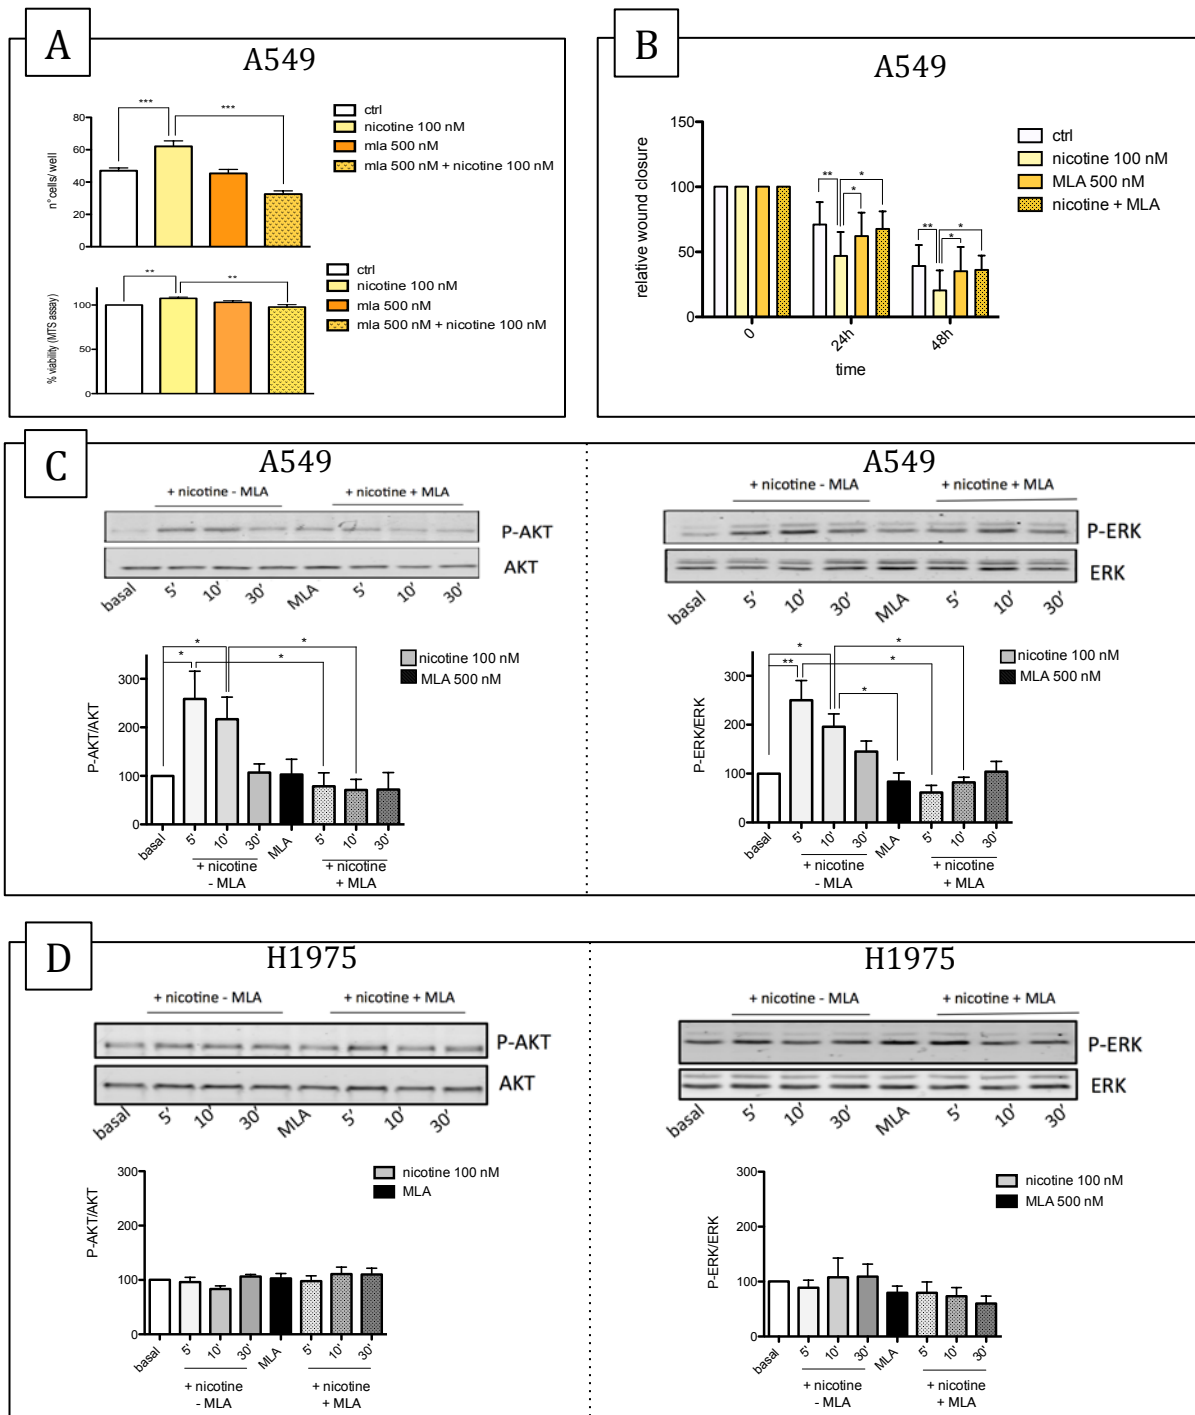 A
A549
*** ***
80
60
40
20
0
n° cells/ well
ctrl
nicotine 100 nM
mla 500 nM
mla 500 nM + nicotine 100 nM
** **
100
50
0
% viability (MTS assay)
ctrl
nicotine 100 nM
mla 500 nM
mla 500 nM + nicotine 100 nM
B
A549
150
100
50
0
relative wound closure
** * *
** * *
0 24h 48h
time
ctrl
nicotine 100 nM
MLA 500 nM
nicotine + MLA
C
A549
+ nicotine - MLA + nicotine + MLA
P-AKT
AKT
basal 5' 10' 30' MLA 5' 10' 30'
* * * *
300
200
100
0
P-AKT/AKT
nicotine 100 nM
MLA 500 nM
basal 5' 10' 30' MLA 5' 10' 30'
+ nicotine + nicotine
- MLA + MLA
A549
+ nicotine - MLA + nicotine + MLA
P-ERK
ERK
basal 5' 10' 30' MLA 5' 10' 30'
* ** * * *
300
200
100
0
P-ERK/ERK
nicotine 100 nM
MLA 500 nM
basal 5' 10' 30' MLA 5' 10' 30'
+ nicotine + nicotine
- MLA + MLA
D
H1975
+ nicotine - MLA + nicotine + MLA
P-AKT
AKT
basal 5' 10' 30' MLA 5' 10' 30'
300
200
100
0
P-AKT/AKT
nicotine 100 nM
MLA
basal 5' 10' 30' MLA 5' 10' 30'
+ nicotine + nicotine
- MLA + MLA
H1975
+ nicotine - MLA + nicotine + MLA
P-ERK
ERK
basal 5' 10' 30' MLA 5' 10' 30'
300
200
100
0
P-ERK/ERK
nicotine 100 nM
MLA 500 nM
basal 5' 10' 30' MLA 5' 10' 30'
+ nicotine + nicotine
- MLA + MLA